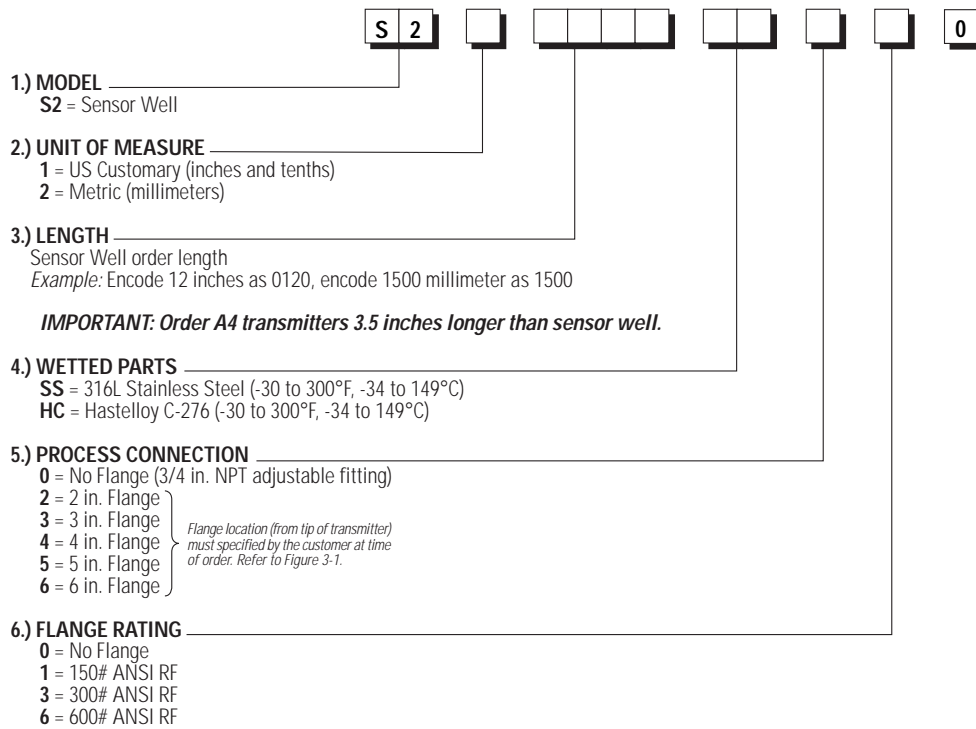 S 2 0
1.) MODEL
S2 = Sensor Well
2.) UNIT OF MEASURE
1 = US Customary (inches and tenths)
2 = Metric (millimeters)
3.) LENGTH
Sensor Well order length
Example: Encode 12 inches as 0120, encode 1500 millimeter as 1500
IMPORTANT: Order A4 transmitters 3.5 inches longer than sensor well.
4.) WETTED PARTS
SS = 316L Stainless Steel (-30 to 300°F, -34 to 149°C)
HC = Hastelloy C-276 (-30 to 300°F, -34 to 149°C)
5.) PROCESS CONNECTION
0 = No Flange (3/4 in. NPT adjustable fitting)
2 = 2 in. Flange
3 = 3 in. Flange
4 = 4 in. Flange
5 = 5 in. Flange
6 = 6 in. Flange
Flange location (from tip of transmitter)
must specified by the customer at time
of order. Refer to Figure 3-1.
6.) FLANGE RATING
0 = No Flange
1 = 150# ANSI RF
3 = 300# ANSI RF
6 = 600# ANSI RF